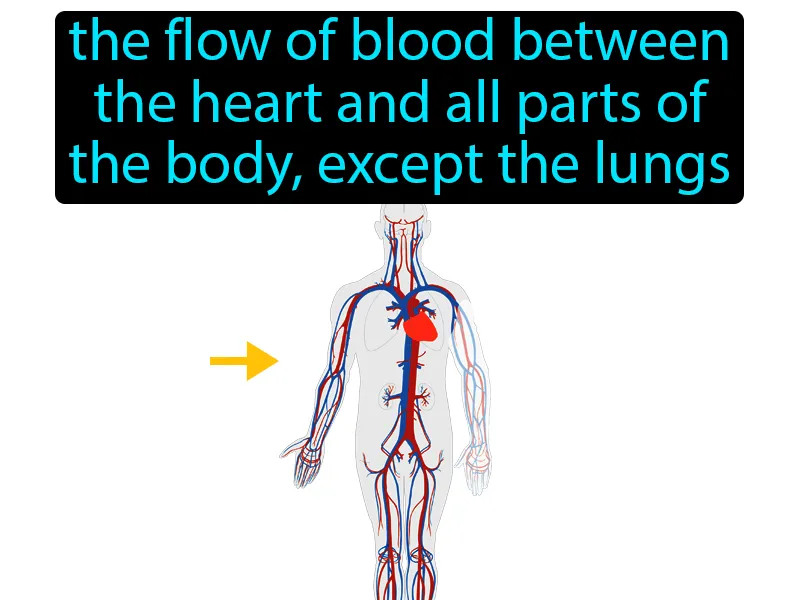 the flow of blood between
the heart and all parts of
the body, except the lungs